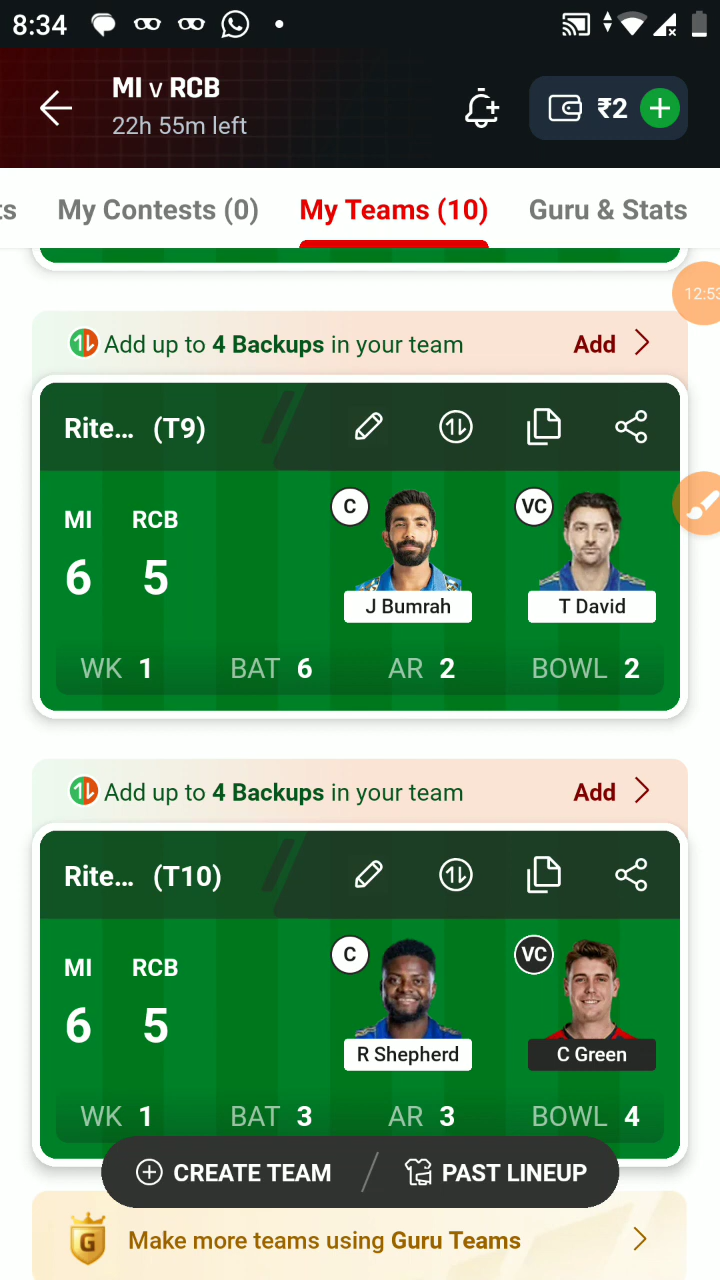 8:34
MI v RCB
22h 55m left
₹2
ts My Contests (0) My Teams (10) Guru & Stats
12:53
Add up to 4 Backups in your team Add
Rite... (T9)
MI RCB
6 5
C VC
J Bumrah T David
WK 1 BAT 6 AR 2 BOWL 2
Add up to 4 Backups in your team Add
Rite... (T10)
MI RCB
6 5
C VC
R Shepherd C Green
WK 1 BAT 3 AR 3 BOWL 4
CREATE TEAM / PAST LINEUP
G Make more teams using Guru Teams